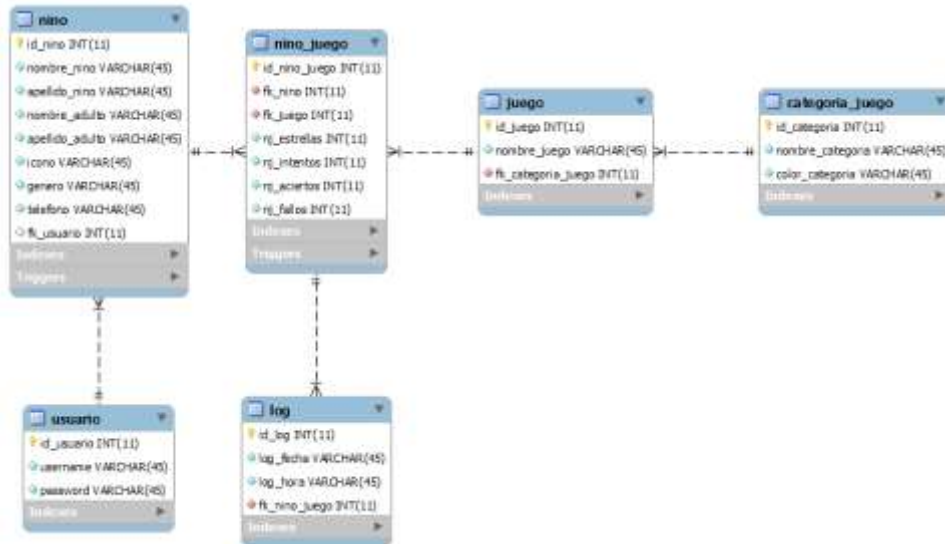 nino
id_nino INT(11)
nombre_nino VARCHAR(45)
apellido_nino VARCHAR(45)
nombre_adulto VARCHAR(45)
apellido_adulto VARCHAR(45)
icono VARCHAR(45)
genero VARCHAR(45)
telefono VARCHAR(45)
fk_usuario INT(11)
Indexes
Triggers
nino_juego
id_nino_juego INT(11)
fk_nino INT(11)
fk_juego INT(11)
nj_estrellas INT(11)
nj_intentos INT(11)
nj_aciertos INT(11)
nj_fallos INT(11)
Indexes
Triggers
juego
id_juego INT(11)
nombre_juego VARCHAR(45)
fk_categoria_juego INT(11)
Indexes
categoria_juego
id_categoria INT(11)
nombre_categoria VARCHAR(45)
color_categoria VARCHAR(45)
Indexes
usuario
id_usuario INT(11)
username VARCHAR(45)
password VARCHAR(45)
Indexes
log
id_log INT(11)
log_fecha VARCHAR(45)
log_hora VARCHAR(45)
fk_nino_juego INT(11)
Indexes